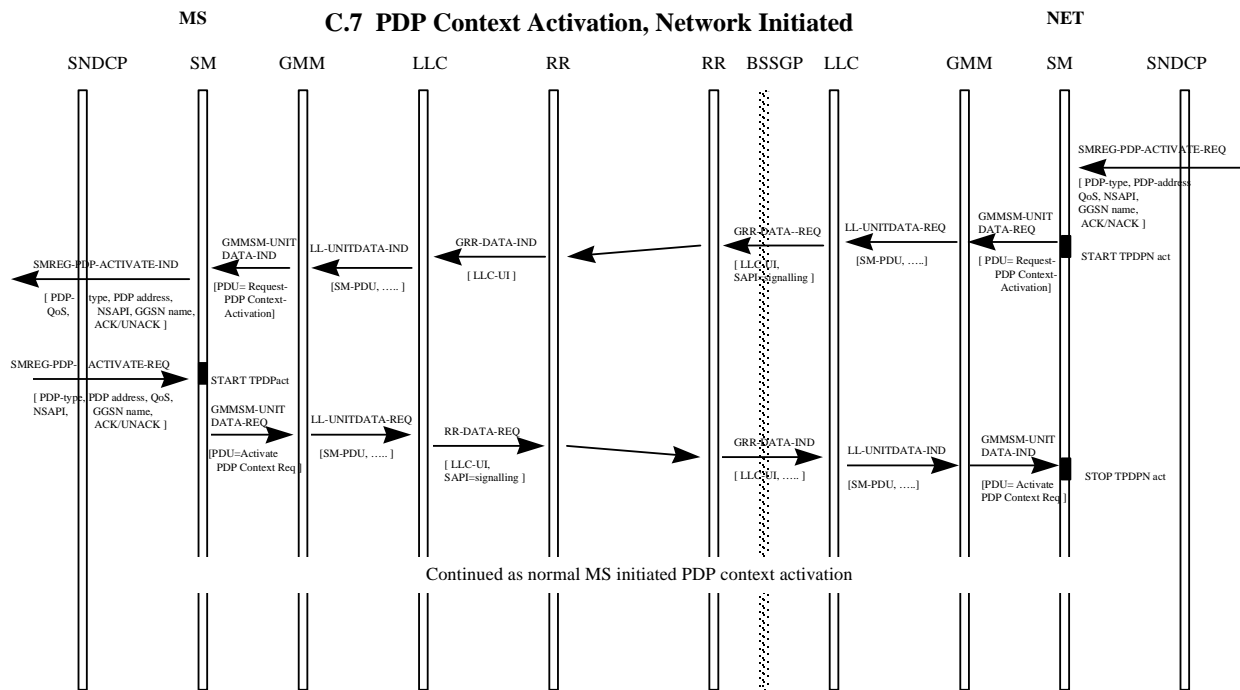 MS
C.7 PDP Context Activation, Network Initiated
NET
SNDCP SM GMM LLC RR RR BSSGP LLC GMM SM SNDCP
SMREG-PDP-ACTIVATE-REQ
[ PDP-type, PDP-address
QoS, NSAPI,
GGSN name,
ACK/NACK ]
GMMSM-UNIT
DATA-REQ
[ PDU= Request-
PDP Context-
Activation]
START TPDPN act
LL-UNITDATA-REQ
[SM-PDU, ….. ]
GRR-DATA--REQ
[ LLC-UI,
SAPI=signalling ]
GRR-DATA-IND
[ LLC-UI ]
LL-UNITDATA-IND
[SM-PDU, ….. ]
GMMSM-UNIT
DATA-IND
[PDU= Request-
PDP Context-
Activation]
SMREG-PDP-ACTIVATE-IND
[ PDP- type, PDP address,
QoS, NSAPI, GGSN name,
ACK/UNACK ]
SMREG-PDP- ACTIVATE-REQ
[ PDP-type, PDP address, QoS,
NSAPI, GGSN name,
ACK/UNACK ]
START TPDPact
GMMSM-UNIT
DATA-REQ
[PDU=Activate
PDP Context Req ]
LL-UNITDATA-REQ
[SM-PDU, ….. ]
RR-DATA-REQ
[ LLC-UI,
SAPI=signalling ]
GRR-DATA-IND
[ LLC-UI, ….. ]
LL-UNITDATA-IND
[SM-PDU, …..]
GMMSM-UNIT
DATA-IND
[PDU= Activate
PDP Context Req ]
STOP TPDPN act
Continued as normal MS initiated PDP context activation